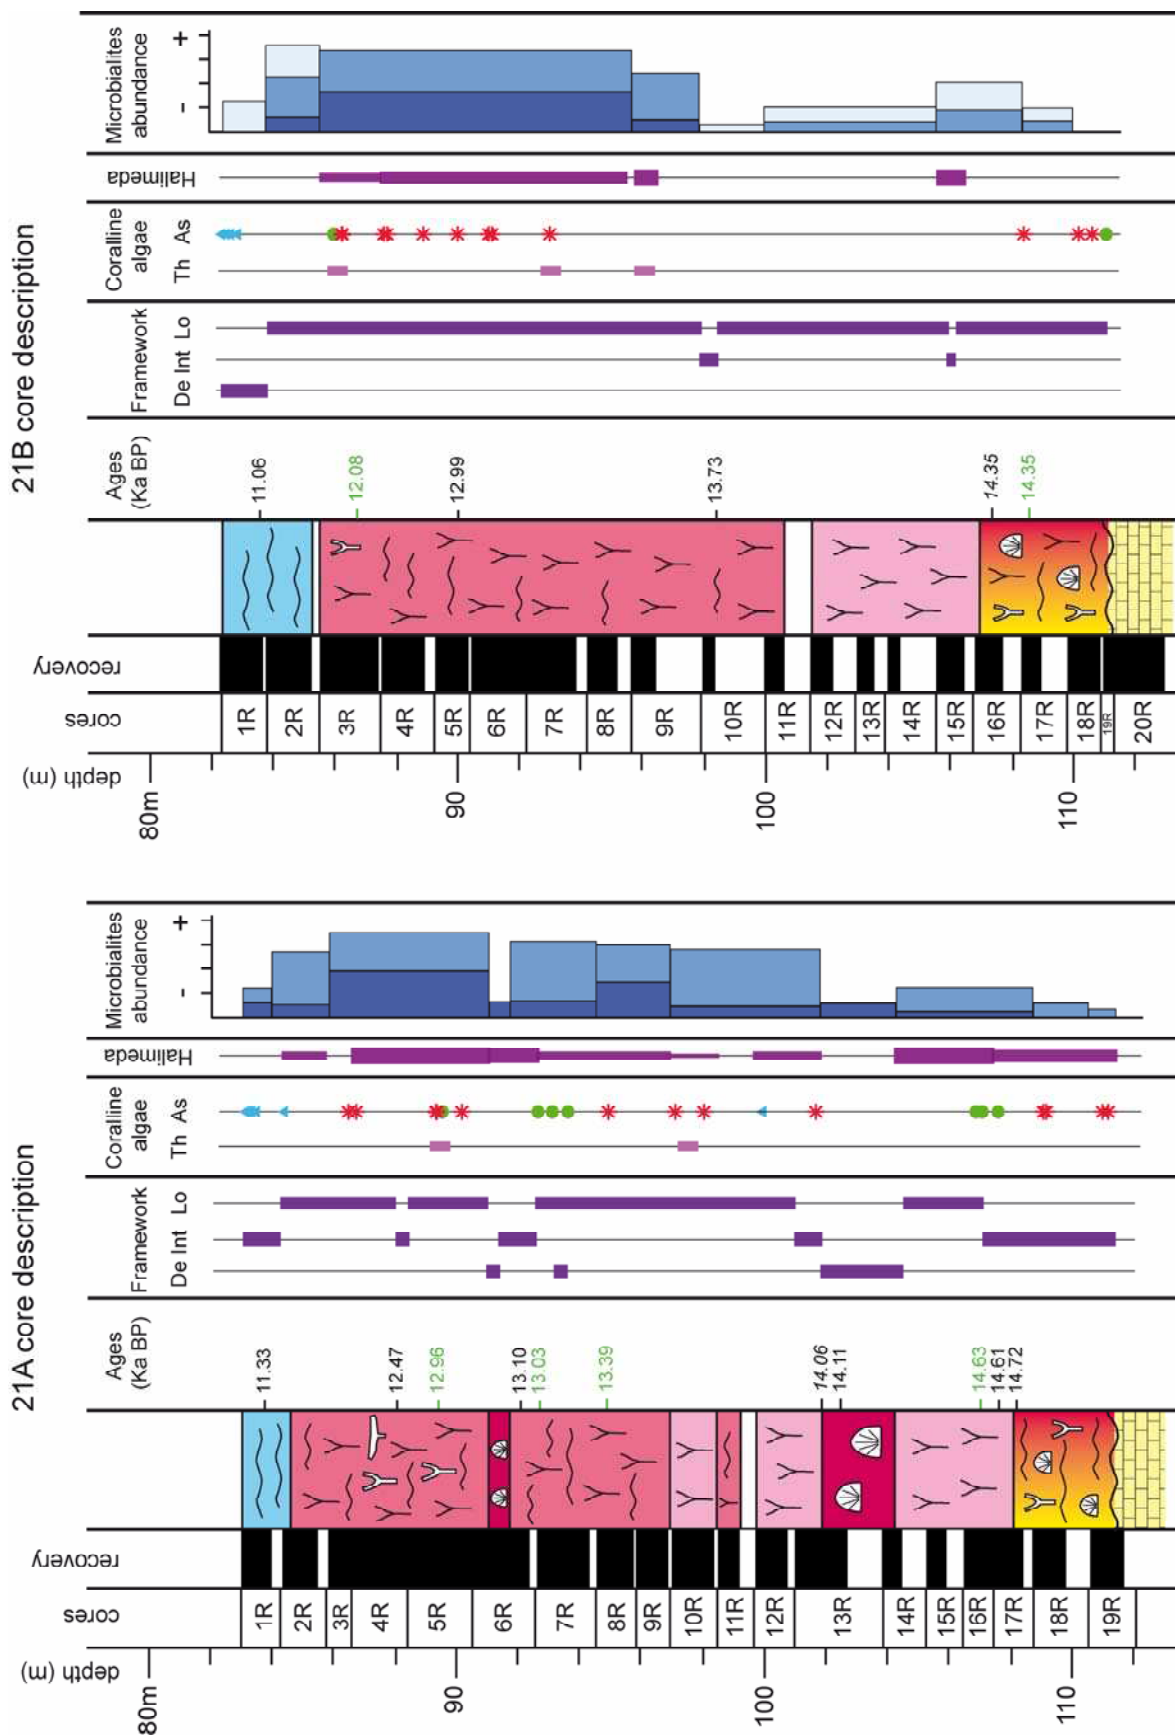 21B core description
Microbialites
abundance
- +
Halimeda
Coralline
algae
Th As
Framework
De Int Lo
Ages
(Ka BP)
11.06
12.08
12.99
13.73
14.35
14.35
recovery
cores
1R
2R
3R
4R
5R
6R
7R
8R
9R
10R
11R
12R
13R
14R
15R
16R
17R
18R
19R
20R
depth (m)
80m
90
100
110
21A core description
Microbialites
abundance
- +
Halimeda
Coralline
algae
Th As
Framework
De Int Lo
Ages
(Ka BP)
11.33
12.47
12.96
13.10
13.03
13.39
14.06
14.11
14.63
14.61
14.72
recovery
cores
1R
2R
3R
4R
5R
6R
7R
8R
9R
10R
11R
12R
13R
14R
15R
16R
17R
18R
19R
depth (m)
80m
90
100
110